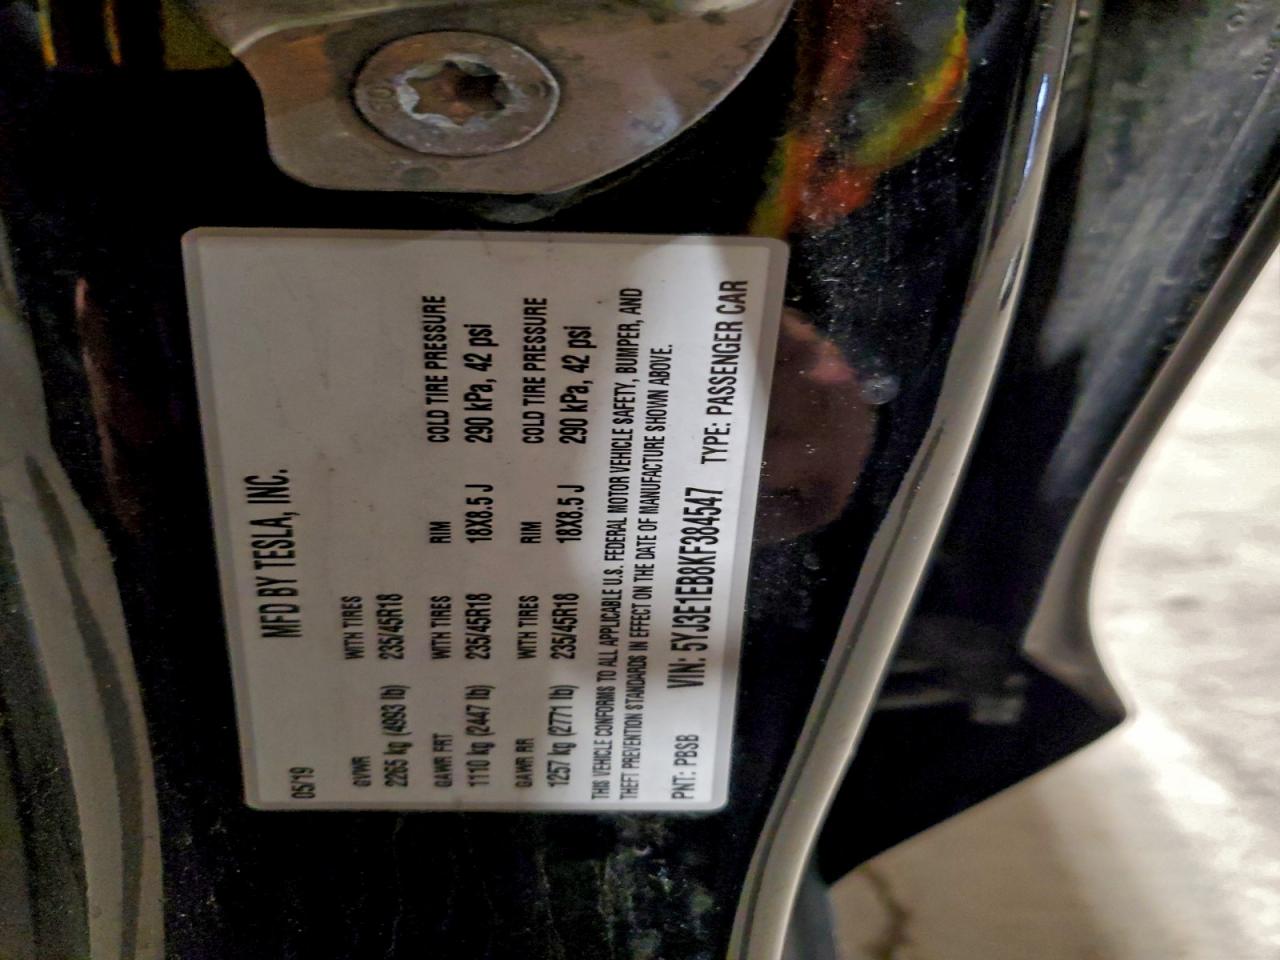 MFD BY TESLA, INC.
05/19
GVWR WITH TIRES
2265 kg (4993 lb) 235/45R18
GAWR FRT WITH TIRES RIM COLD TIRE PRESSURE
1110 kg (2447 lb) 235/45R18 18X8.5 J 290 kPa, 42 psi
GAWR RR WITH TIRES RIM COLD TIRE PRESSURE
1257 kg (2771 lb) 235/45R18 18X8.5 J 290 kPa, 42 psi
THIS VEHICLE CONFORMS TO ALL APPLICABLE U.S. FEDERAL MOTOR VEHICLE SAFETY, BUMPER, AND
THEFT PREVENTION STANDARDS IN EFFECT ON THE DATE OF MANUFACTURE SHOWN ABOVE.
PNT: PBSB VIN: 5YJ3E1EB8KF384547 TYPE: PASSENGER CAR